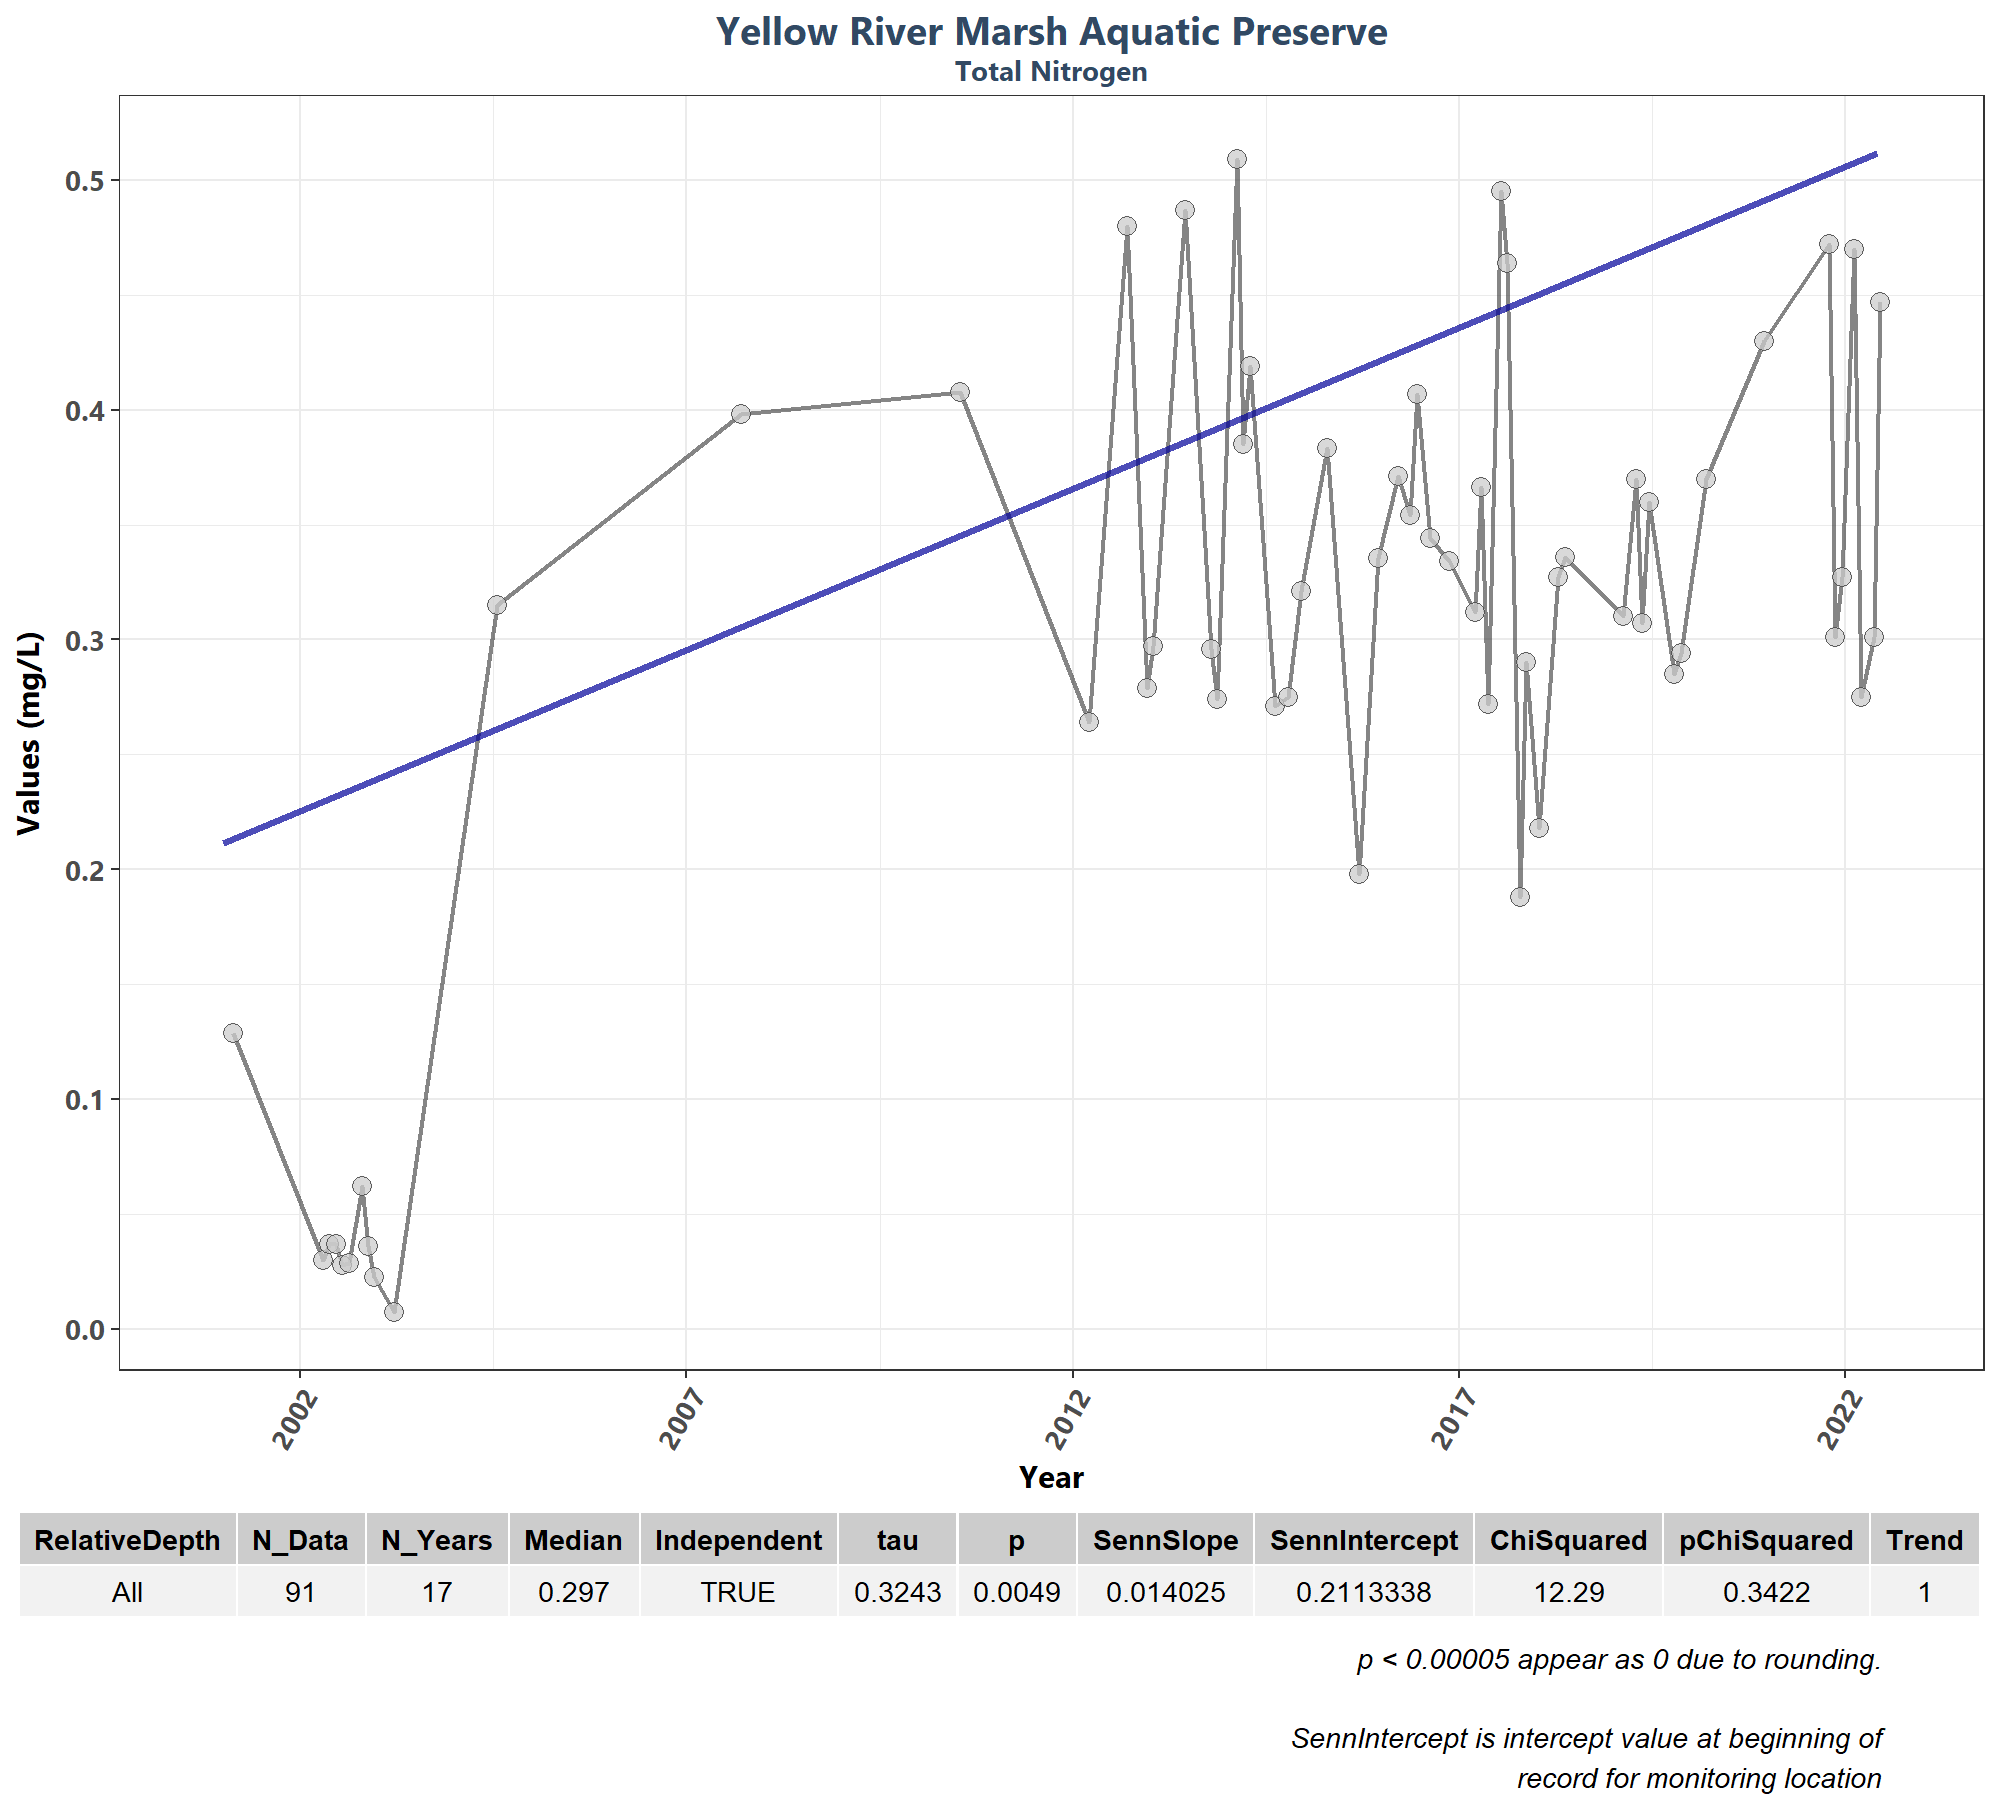 Yellow River Marsh Aquatic Preserve
Total Nitrogen
Values (mg/L)
0.5
0.4
0.3
0.2
0.1
0.0
2002 2007 2012 2017 2022
Year
RelativeDepth N_Data N_Years Median Independent tau p SennSlope SennIntercept ChiSquared pChiSquared Trend
All 91 17 0.297 TRUE 0.3243 0.0049 0.014025 0.2113338 12.29 0.3422 1
p < 0.00005 appear as 0 due to rounding.
SennIntercept is intercept value at beginning of
record for monitoring location